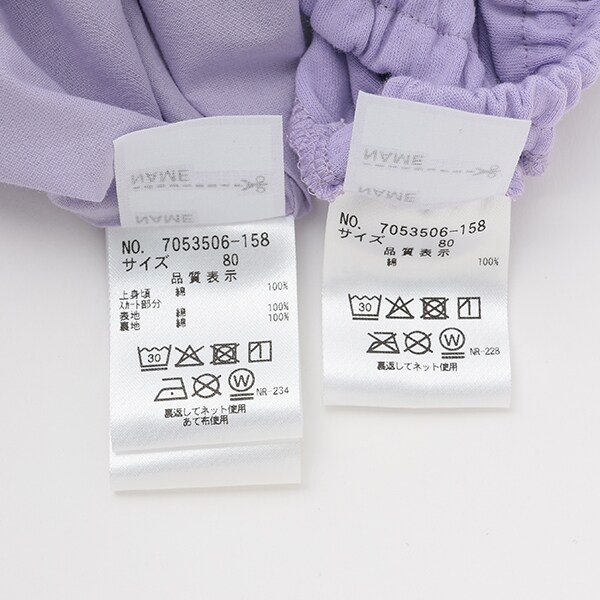 NAME
NAME
NO. 7053506-158
サイズ 80
品質表示
上身頃 綿 100%
スカート部分
表地 綿 100%
裏地 綿 100%
30
W
NR-234
裏返してネット使用
あて布使用
NAME
NAME
NO. 7053506-158
サイズ 80
品質表示
綿 100%
30
W
NR-228
裏返してネット使用